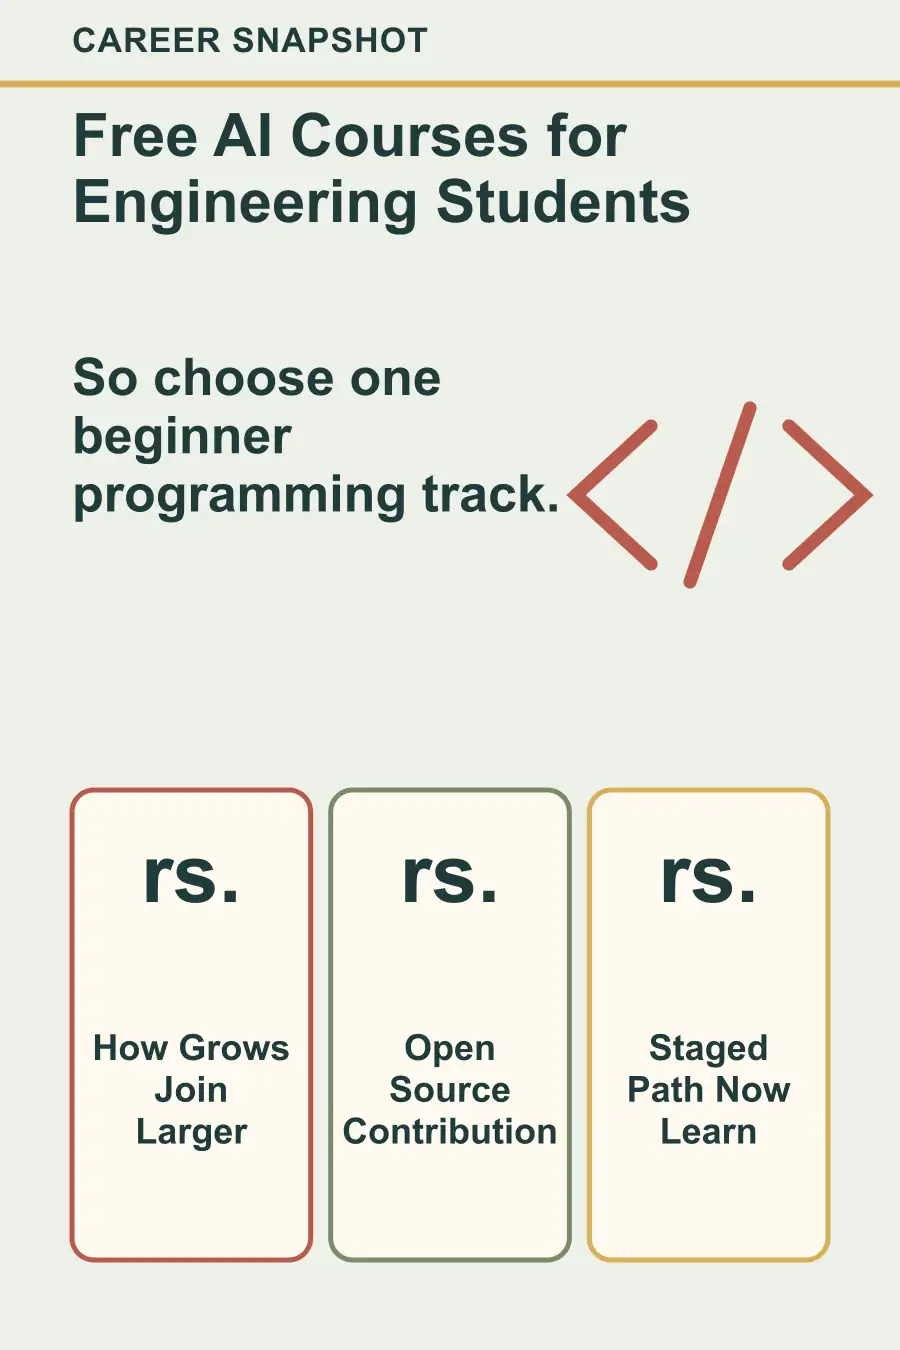 CAREER SNAPSHOT
Free AI Courses for
Engineering Students
So choose one
beginner
programming track.
rs.
How Grows
Join
Larger
rs.
Open
Source
Contribution
rs.
Staged
Path Now
Learn